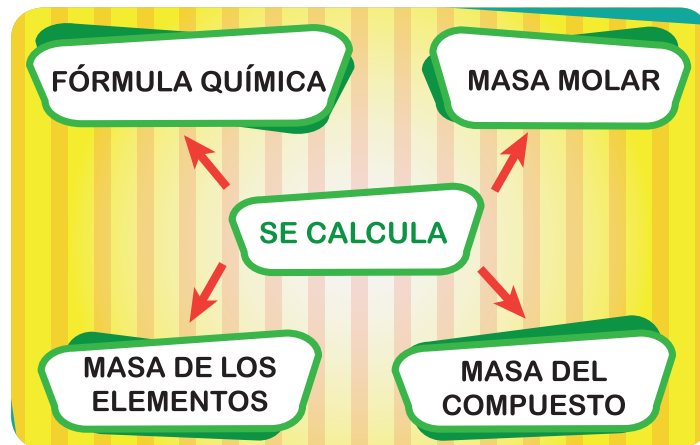 FÓRMULA QUÍMICA
MASA MOLAR
SE CALCULA
MASA DE LOS
ELEMENTOS
MASA DEL
COMPUESTO